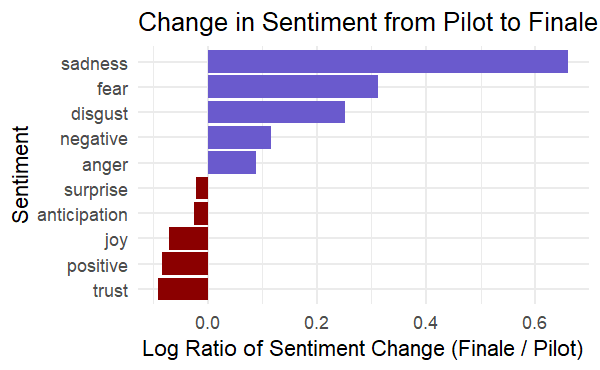 Change in Sentiment from Pilot to Finale
sadness
fear
disgust
negative
anger
surprise
anticipation
joy
positive
trust
Sentiment
0.0 0.2 0.4 0.6
Log Ratio of Sentiment Change (Finale / Pilot)